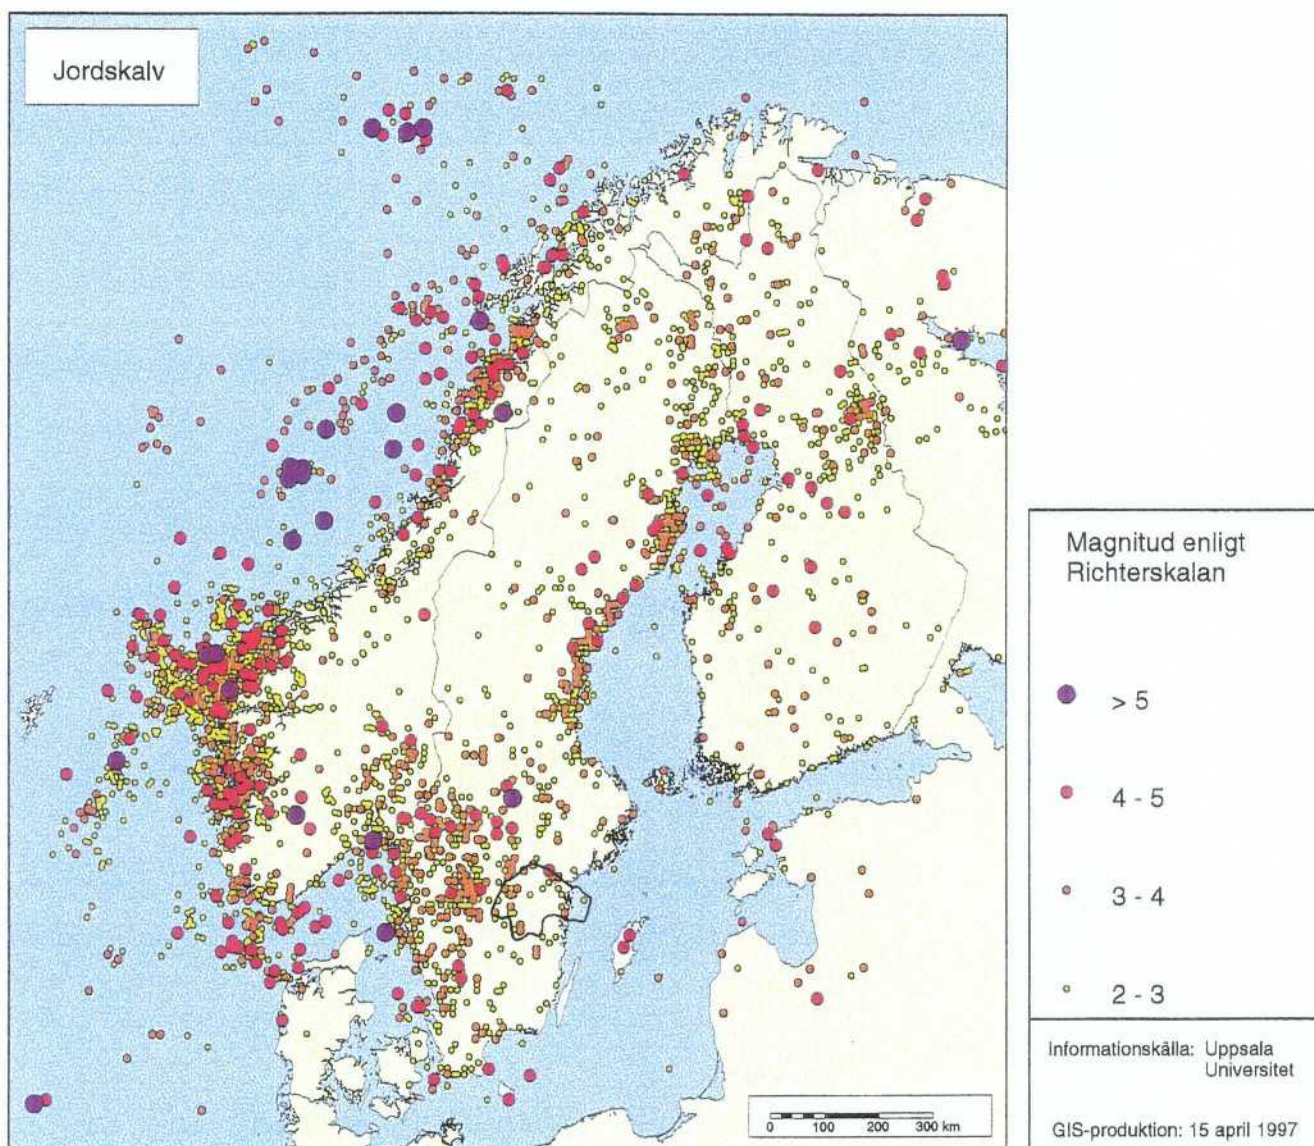 Jordskalv
Magnitud enligt
Richterskalan
> 5
4 - 5
3 - 4
2 - 3
Informationskälla: Uppsala
Universitet
GIS-produktion: 15 april 1997
0 100 200 300 km